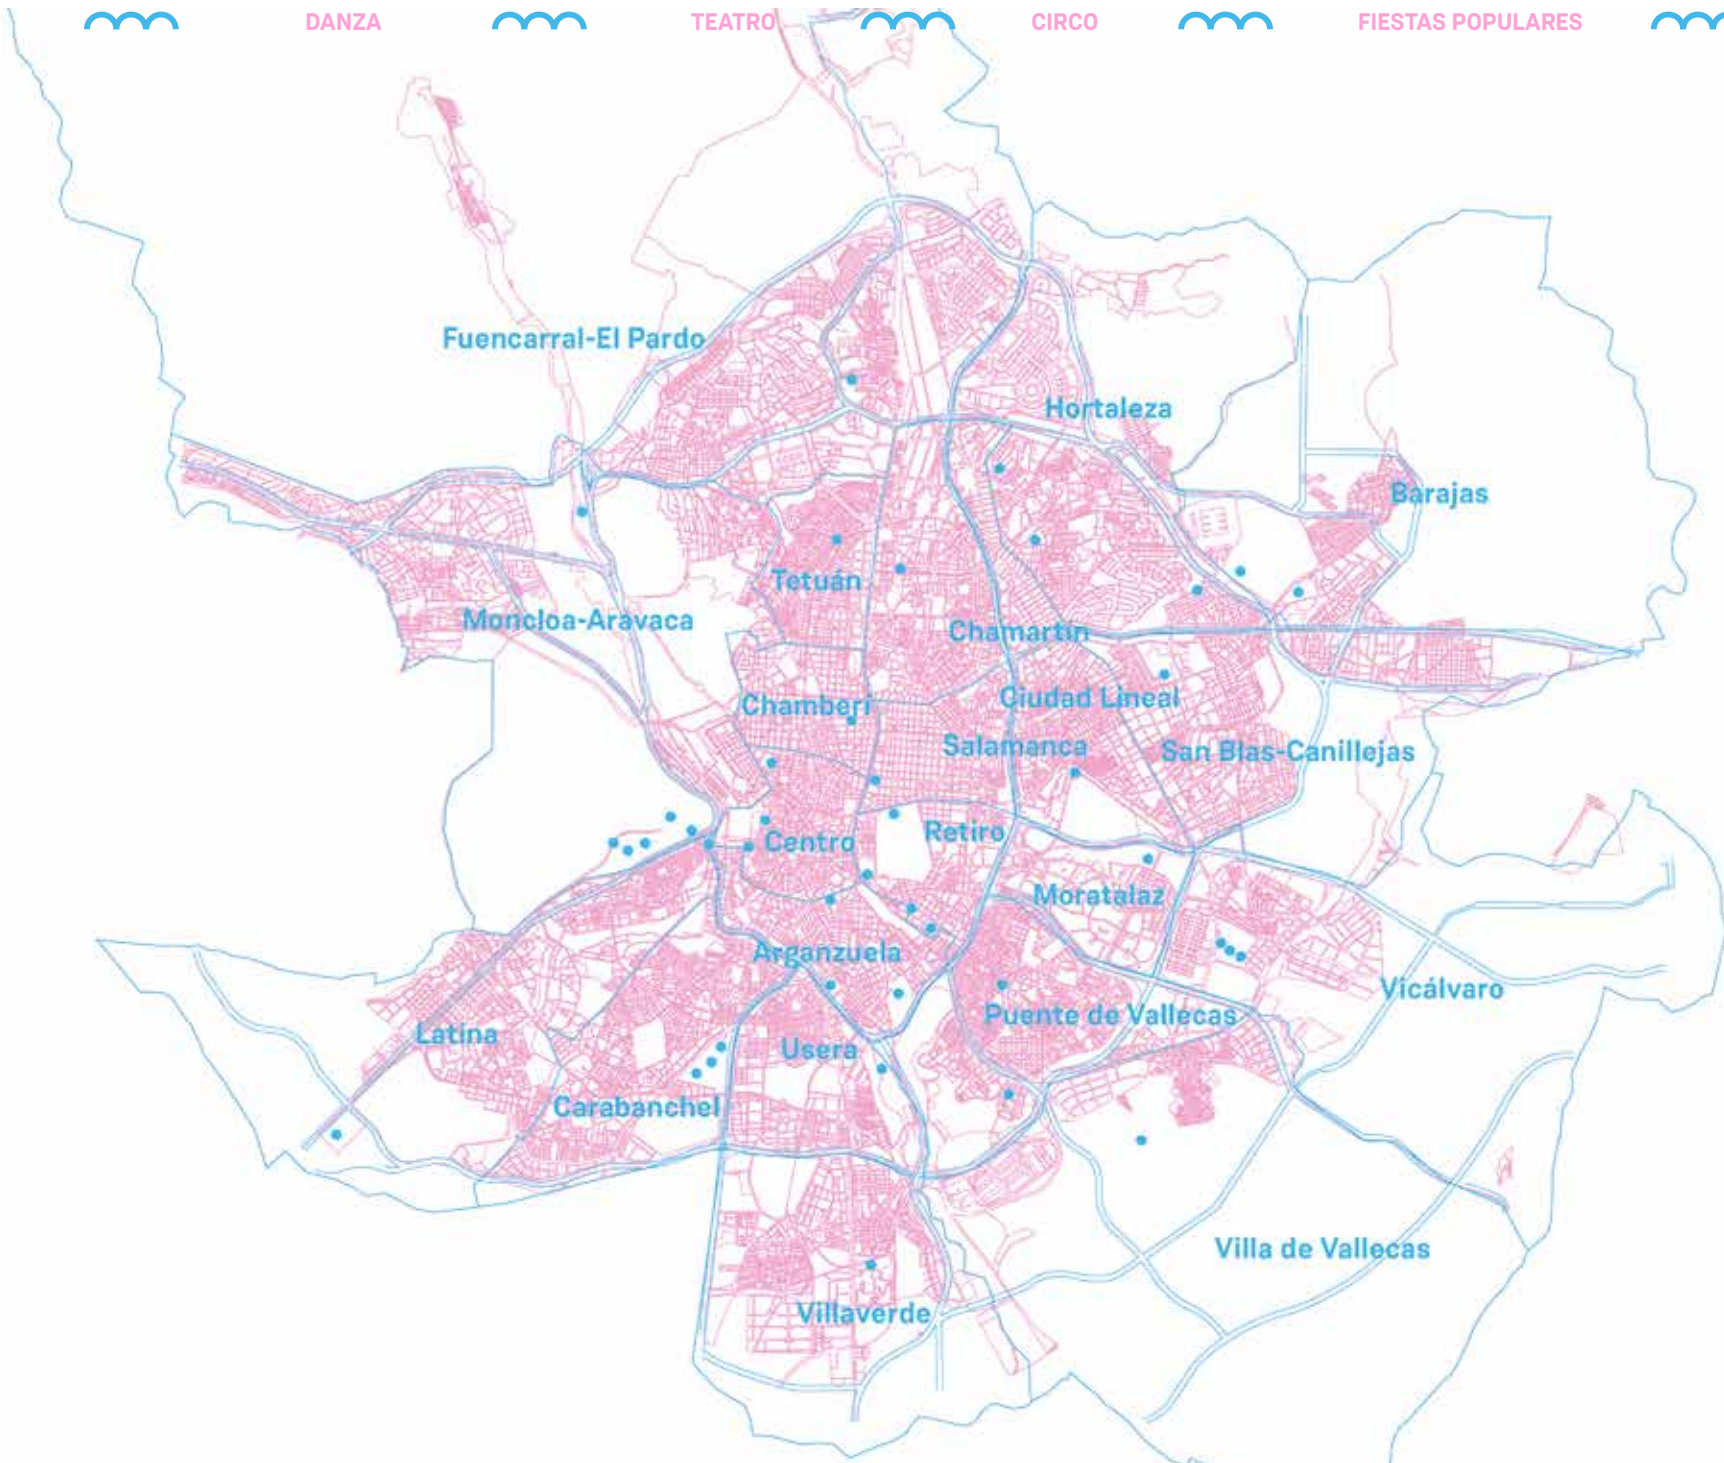 DANZA TEATRO CIRCO FIESTAS POPULARES
Fuencarral-El Pardo
Hortaleza
Barajas
Tetuán
Moncloa-Aravaca
Chamartín
Ciudad Lineal
Chamberí
Salamanca
San Blas-Canillejas
Retiro
Centro
Moratalaz
Arganzuela
Vicálvaro
Puente de Vallecas
Latina
Usera
Carabanchel
Villa de Vallecas
Villaverde